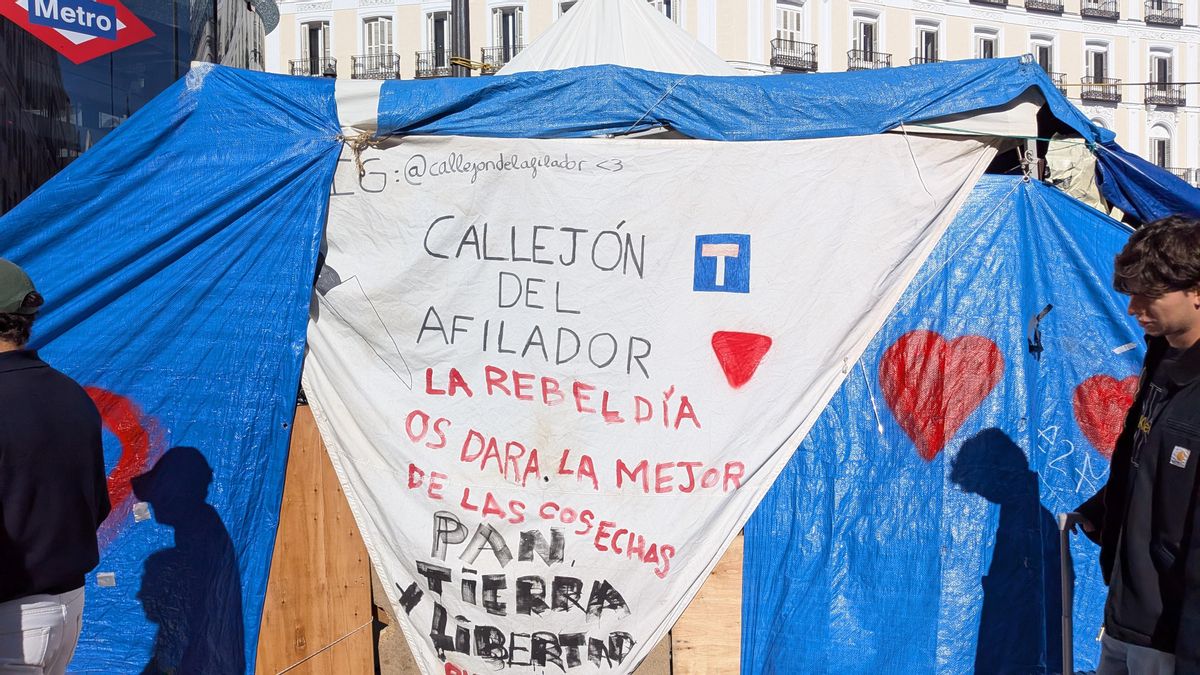 Metro
IG: @callejondelafilador <3
CALLEJÓN
DEL
AFILADOR
T
LA REBELDÍA
OS DARA LA MEJOR
DE LAS COSECHAS
PAN,
TIERRA
Y LIBERTAD